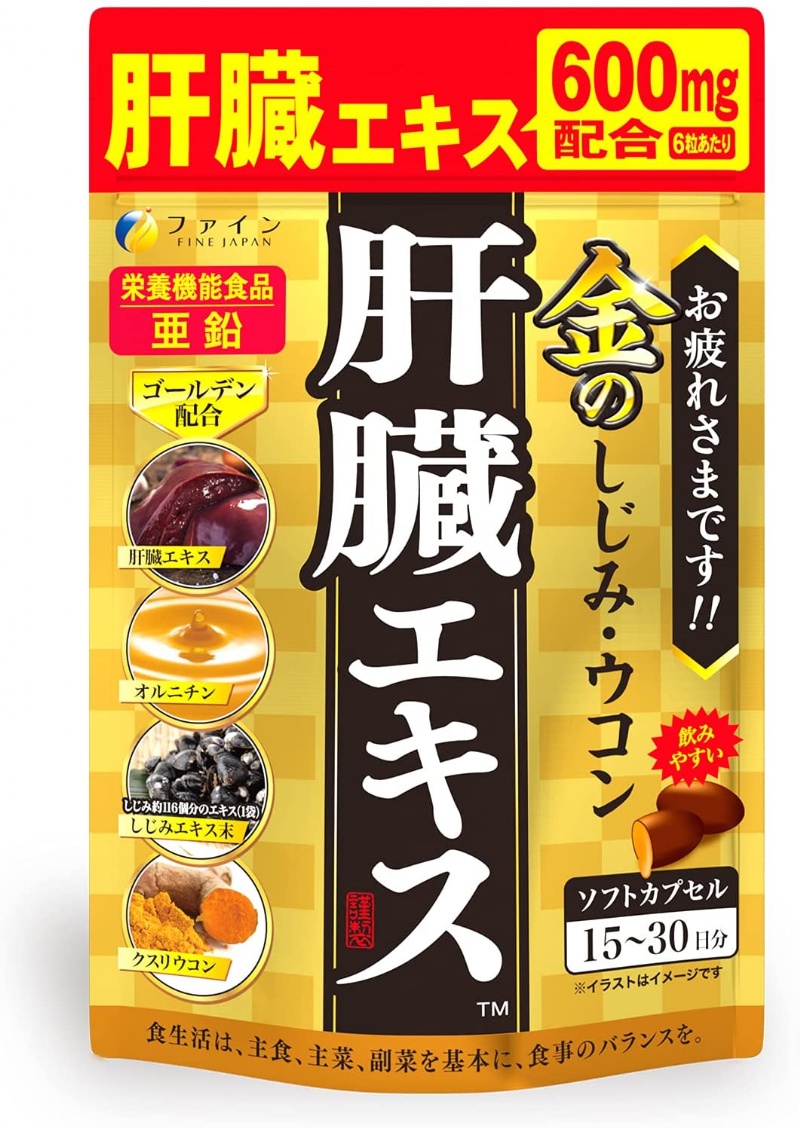 肝臓エキス
600mg
配合 6粒あたり
ファイン
FINE JAPAN
栄養機能食品
亜鉛
ゴールデン
配合
肝臓エキス
オルニチン
しじみ約116個分のエキス(1袋)
しじみエキス末
クスリウコン
肝臓エキス
TM
謹製
金のしじみ・ウコン
お疲れさまです!!
飲み
やすい
ソフトカプセル
15~30日分
※イラストはイメージです
食生活は、主食、主菜、副菜を基本に、食事のバランスを。